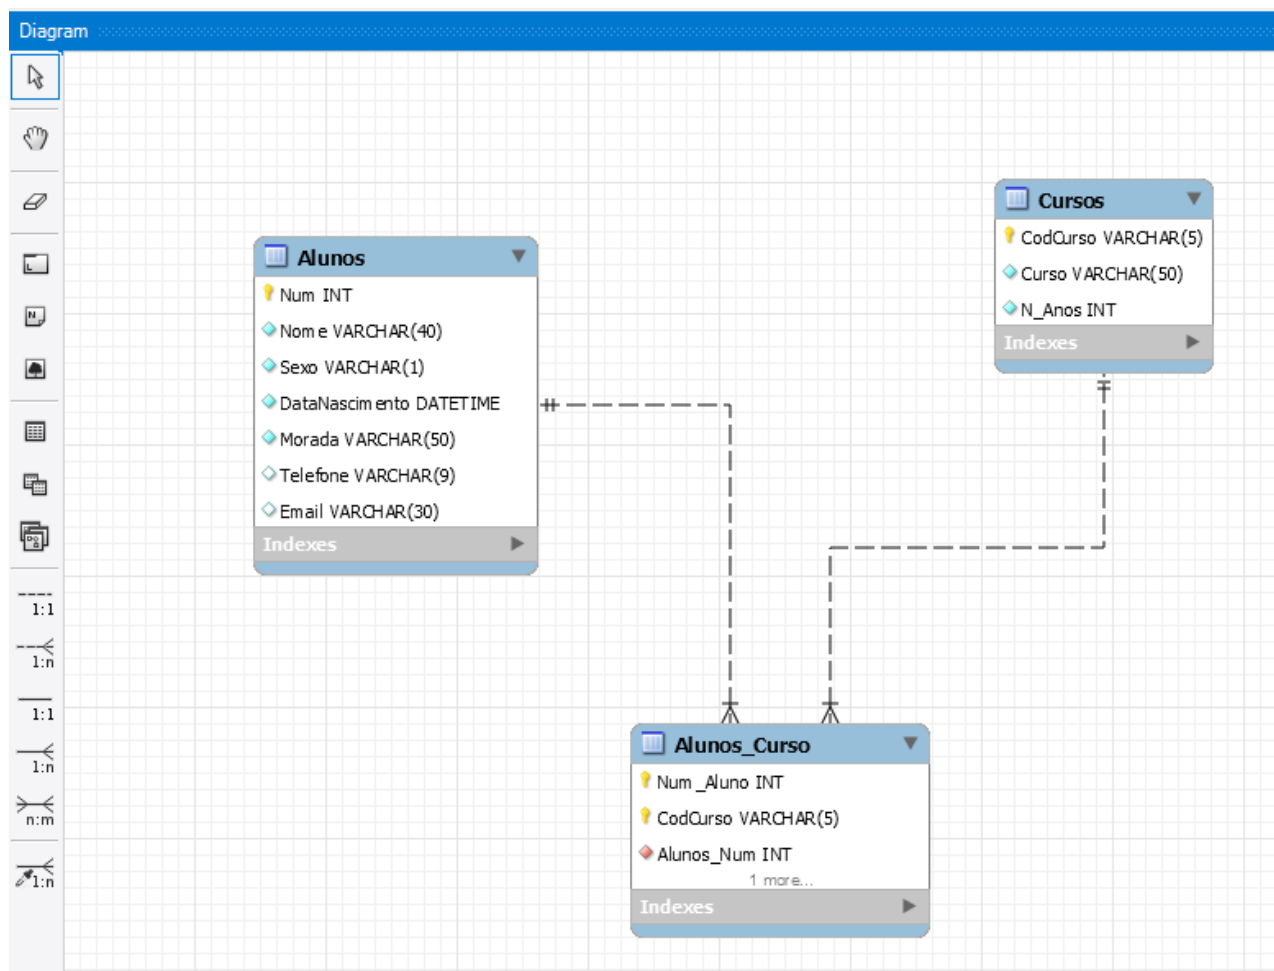 Diagram
Cursos
CodCurso VARCHAR(5)
Curso VARCHAR(50)
N_Anos INT
Indexes
Alunos
Num INT
Nome VARCHAR(40)
Sexo VARCHAR(1)
DataNascimento DATETIME
Morada VARCHAR(50)
Telefone VARCHAR(9)
Email VARCHAR(30)
Indexes
1:1
1:n
1:1
1:n
n:m
1:n
Alunos_Curso
Num_Aluno INT
CodCurso VARCHAR(5)
Alunos_Num INT
1 more...
Indexes